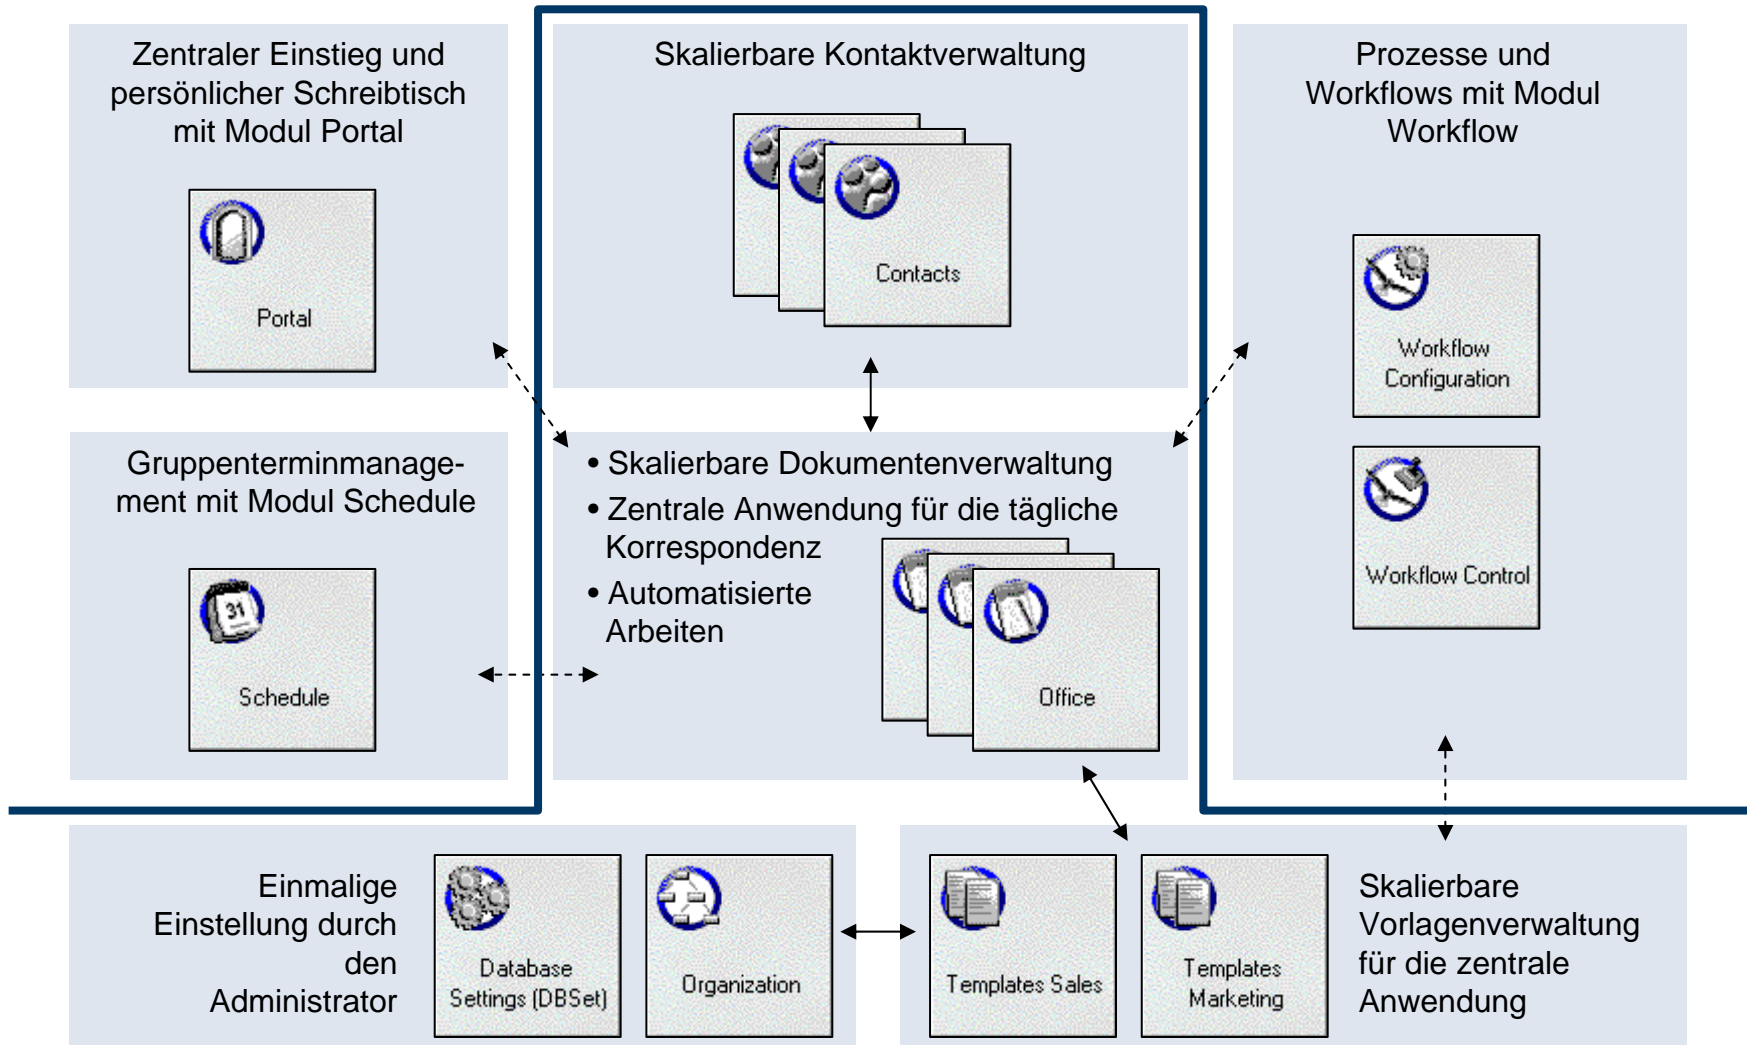 Zentraler Einstieg und
persönlicher Schreibtisch
mit Modul Portal
Portal
Skalierbare Kontaktverwaltung
Contacts
Prozesse und
Workflows mit Modul
Workflow
Workflow
Configuration
Workflow Control
Gruppenterminmanage-
ment mit Modul Schedule
31
Schedule
• Skalierbare Dokumentenverwaltung
• Zentrale Anwendung für die tägliche
Korrespondenz
• Automatisierte
Arbeiten
Office
Einmalige
Einstellung durch
den
Administrator
Database
Settings (DBSet)
Organization
Templates Sales
Templates
Marketing
Skalierbare
Vorlagenverwaltung
für die zentrale
Anwendung